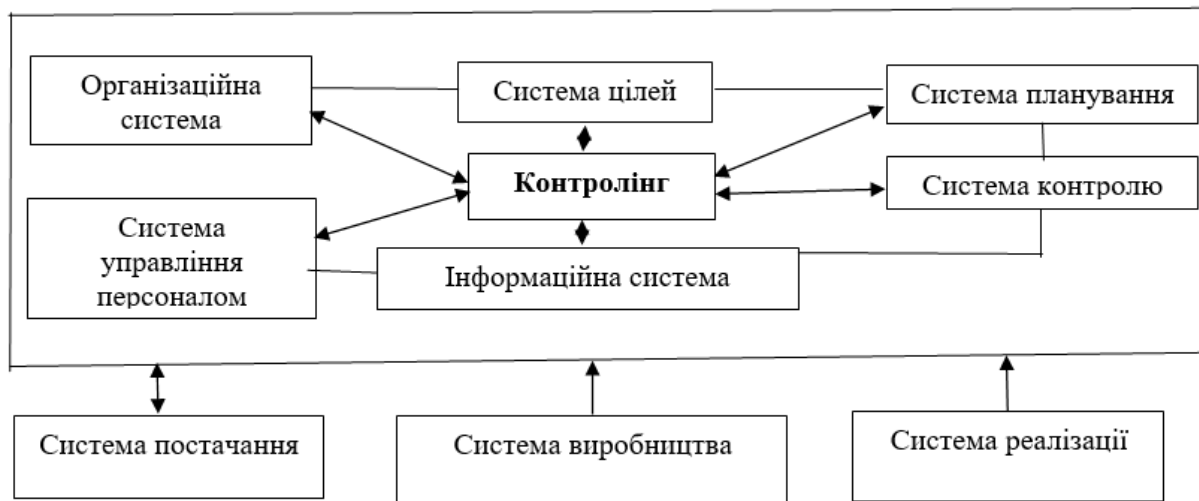 Організаційна
система
Система цілей
Система планування
Контролінг
Система контролю
Система
управління
персоналом
Інформаційна система
Система постачання
Система виробництва
Система реалізації